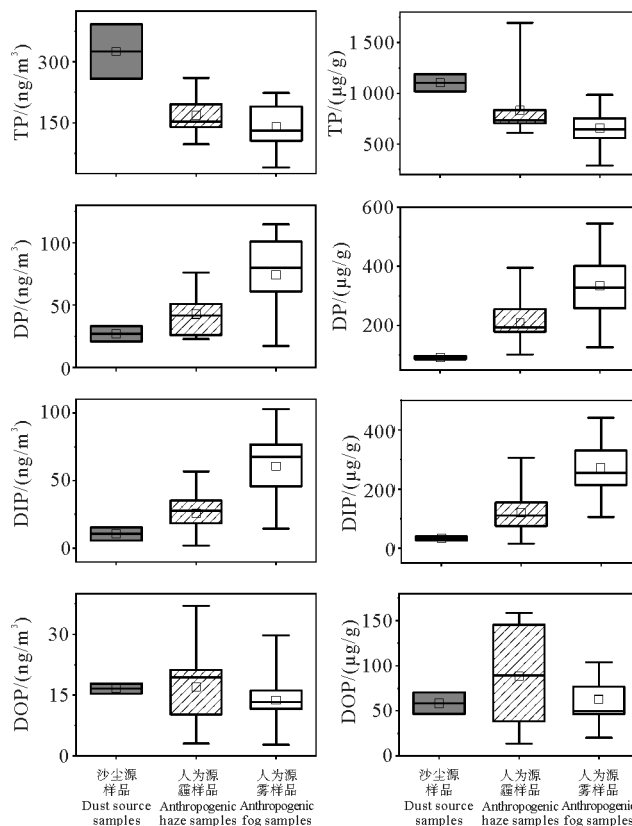 TP/(ng/m³)
300
150
TP/(μg/g)
1500
1000
500
DP/(ng/m³)
100
50
0
DP/(μg/g)
600
400
200
DIP/(ng/m³)
100
50
0
DIP/(μg/g)
400
200
0
DOP/(ng/m³)
30
15
0
DOP/(μg/g)
150
100
50
0
沙尘源 人为源 人为源
样品 霾样品 雾样品
Dust source Anthropogenic Anthropogenic
samples haze samples fog samples
沙尘源 人为源 人为源
样品 霾样品 雾样品
Dust source Anthropogenic Anthropogenic
samples haze samples fog samples